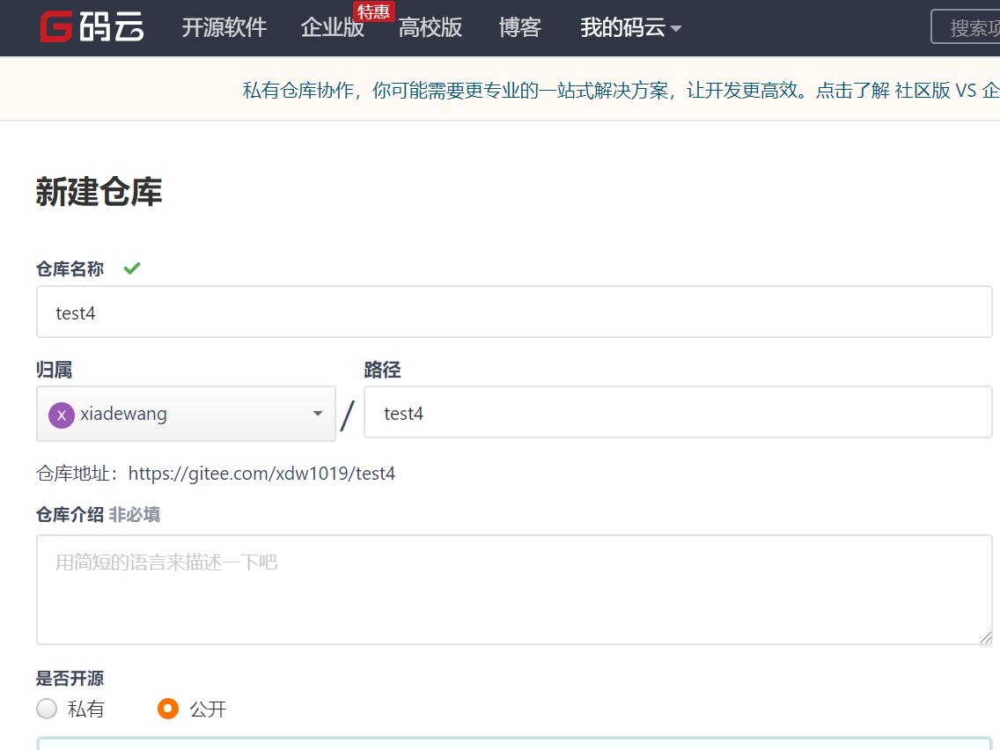 码云 开源软件 企业版 特惠 高校版 博客 我的码云 搜索项
私有仓库协作，你可能需要更专业的一站式解决方案，让开发更高效。点击了解 社区版 VS 企
新建仓库
仓库名称
test4
归属 路径
X xiadewang / test4
仓库地址：https://gitee.com/xdw1019/test4
仓库介绍 非必填
用简短的语言来描述一下吧
是否开源
私有 公开